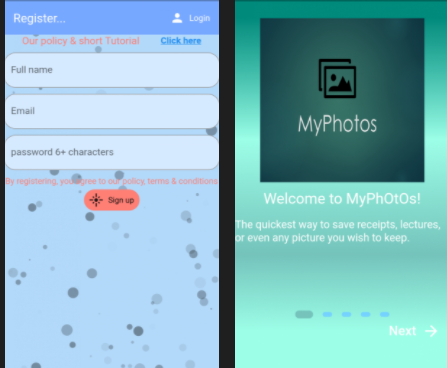 Register...
Login
Our policy & short Tutorial Click here
Full name
Email
password 6+ characters
By registering, you agree to our policy, terms & conditions
Sign up
MyPhotos
Welcome to MyPhOtOs!
The quickest way to save receipts, lectures,
or even any picture you wish to keep.
Next